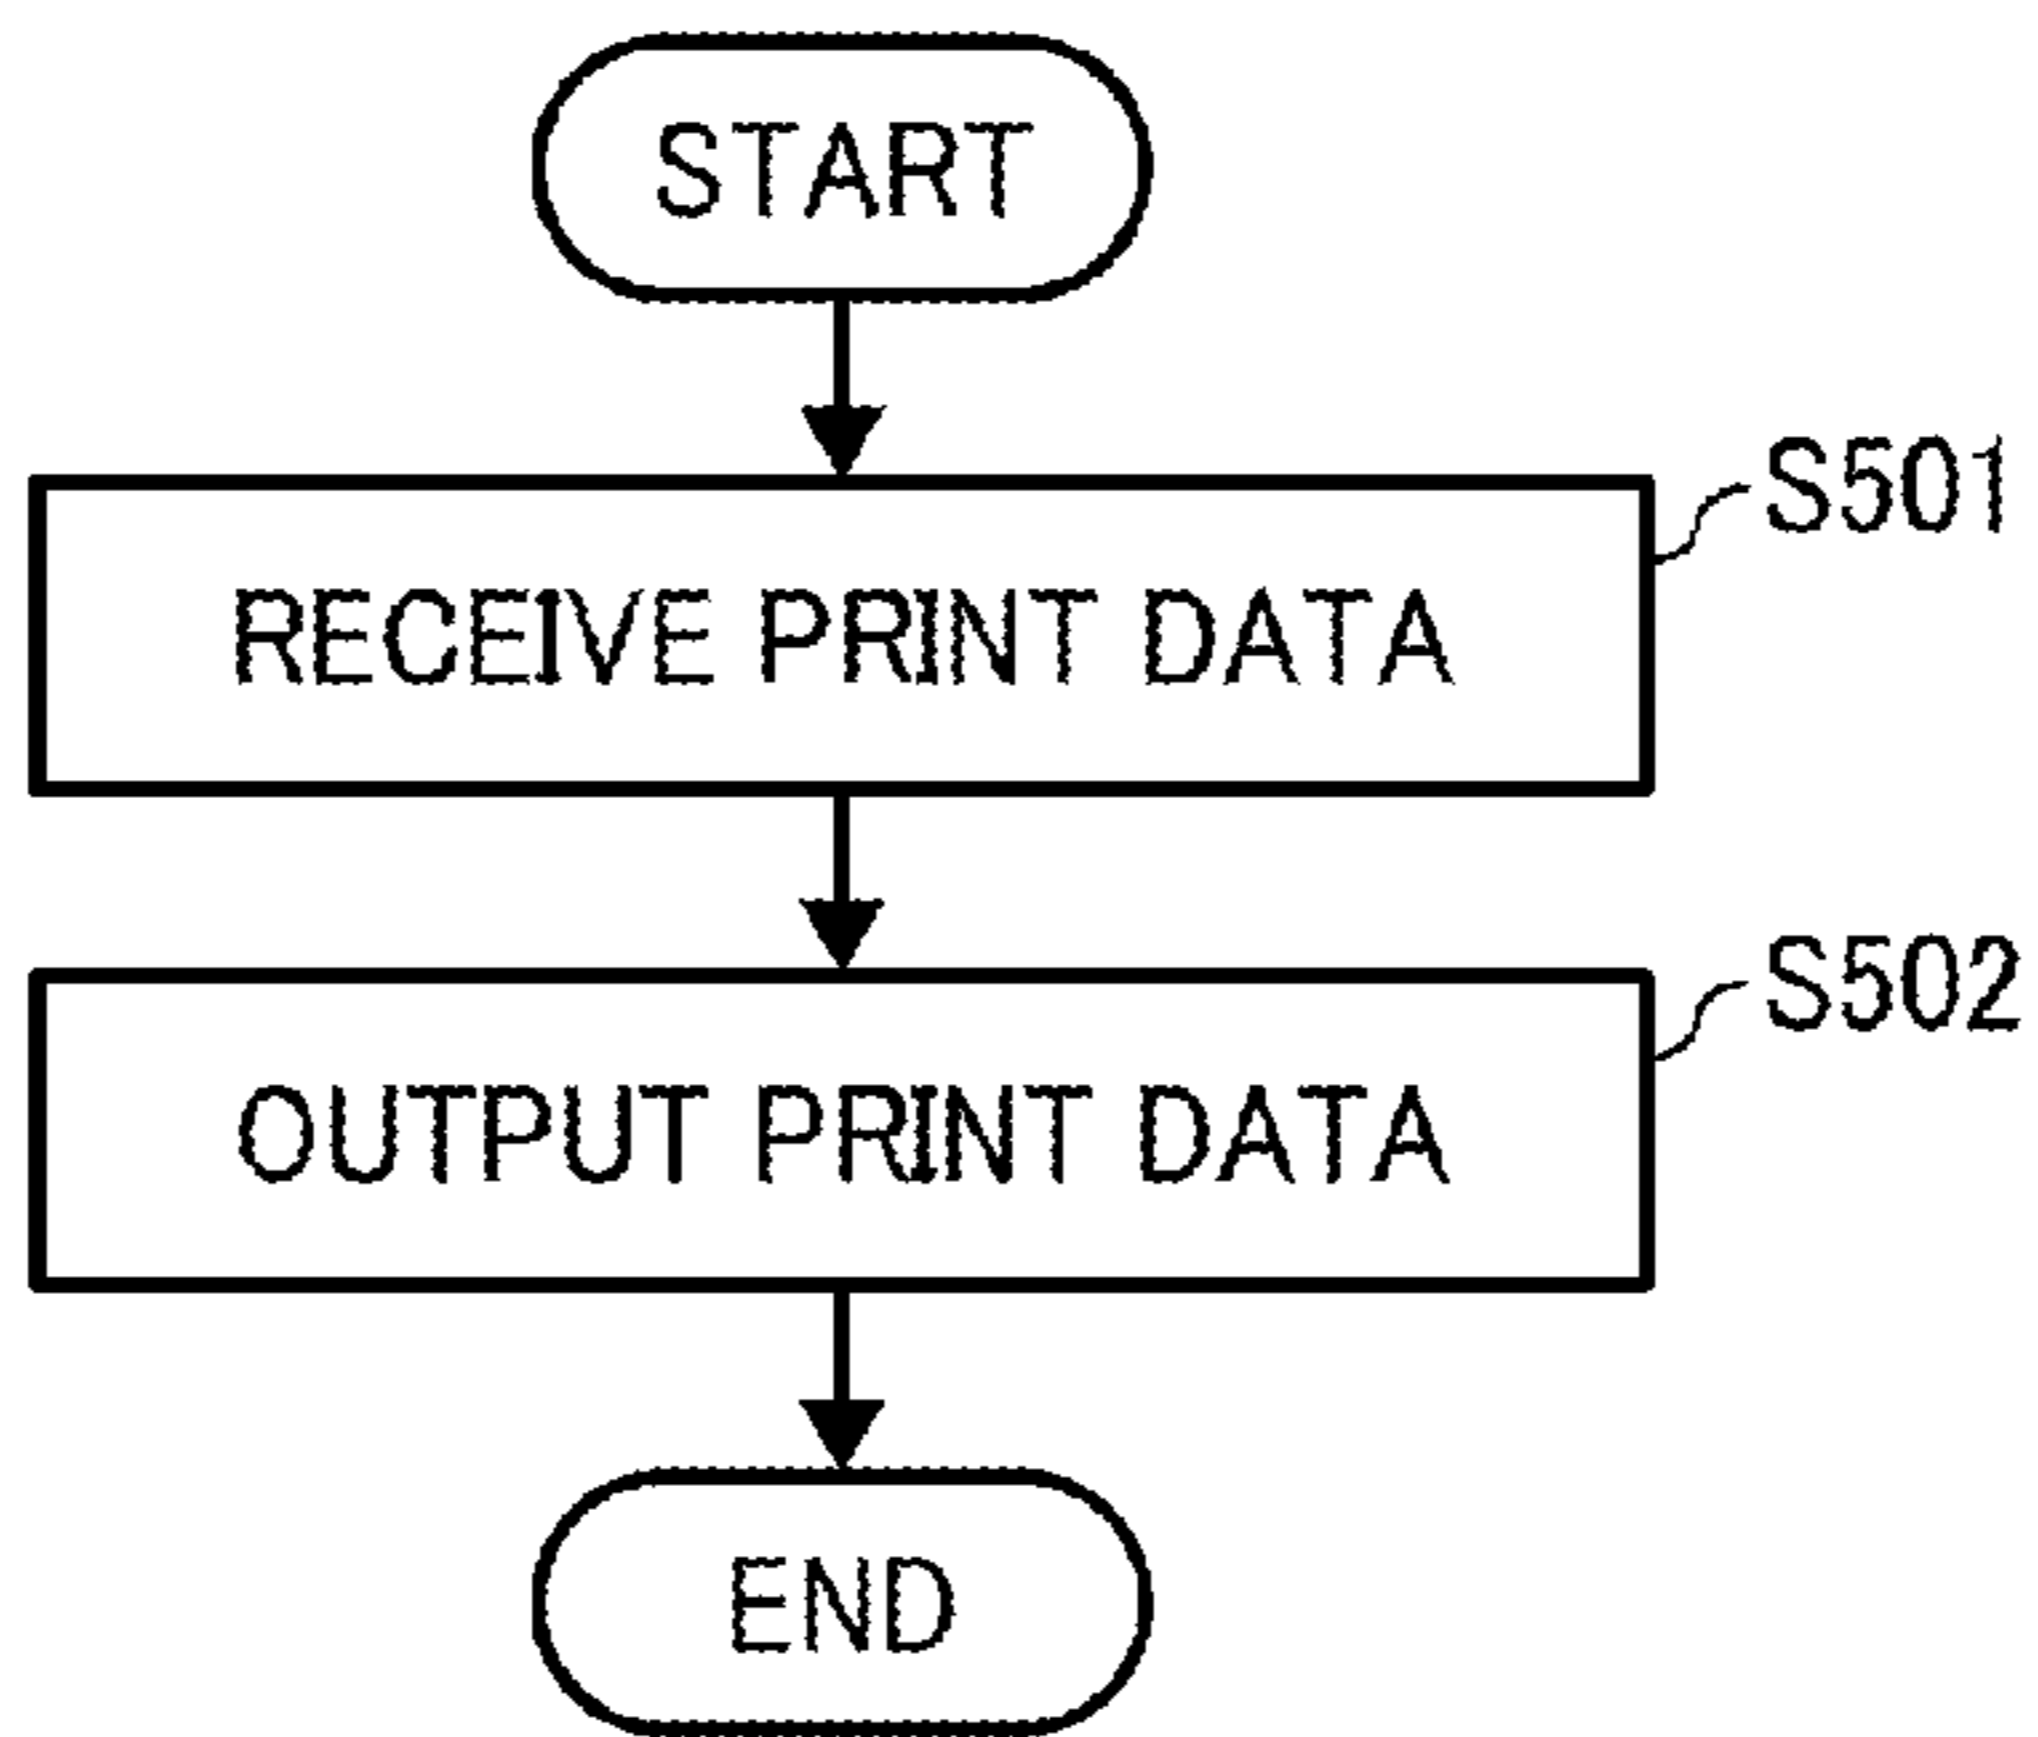 START
S501
RECEIVE PRINT DATA
S502
OUTPUT PRINT DATA
END